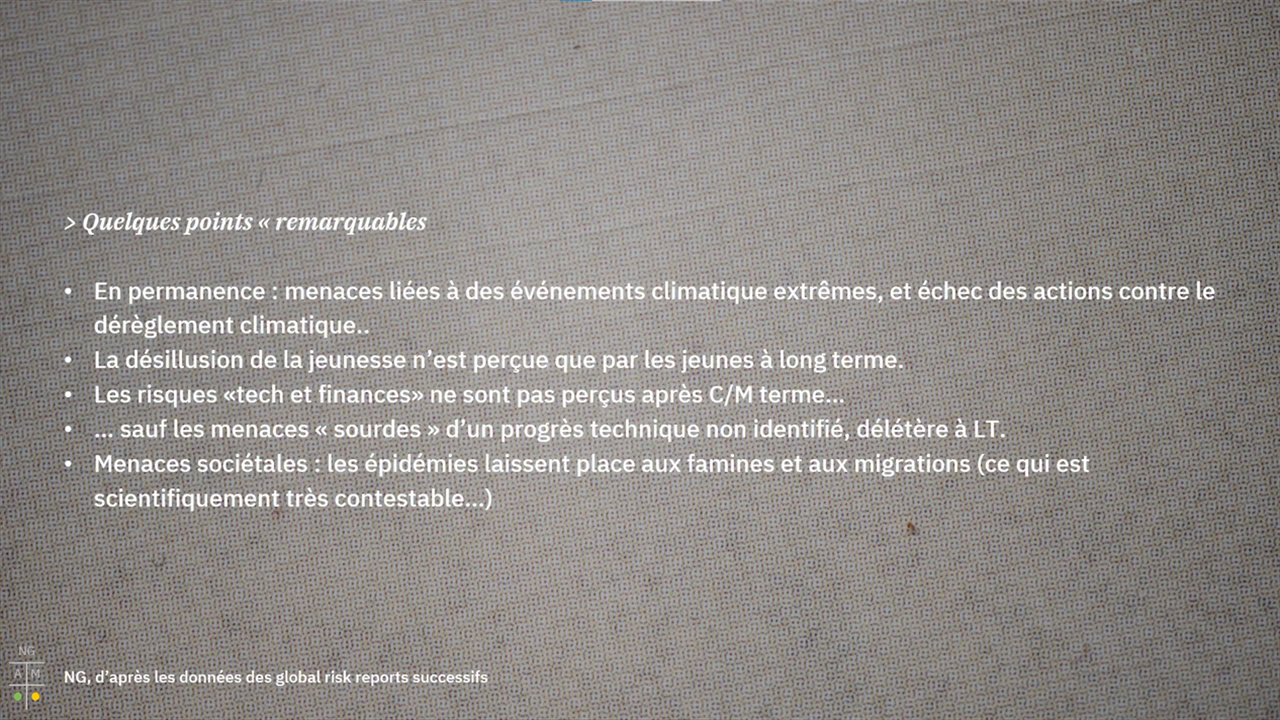 > Quelques points « remarquables
• En permanence : menaces liées à des événements climatique extrêmes, et échec des actions contre le
dérèglement climatique..
• La désillusion de la jeunesse n’est perçue que par les jeunes à long terme.
• Les risques «tech et finances» ne sont pas perçus après C/M terme...
• ... sauf les menaces « sourdes » d’un progrès technique non identifié, délétère à LT.
• Menaces sociétales : les épidémies laissent place aux famines et aux migrations (ce qui est
scientifiquement très contestable...)
NG
A M
NG, d’après les données des global risk reports successifs